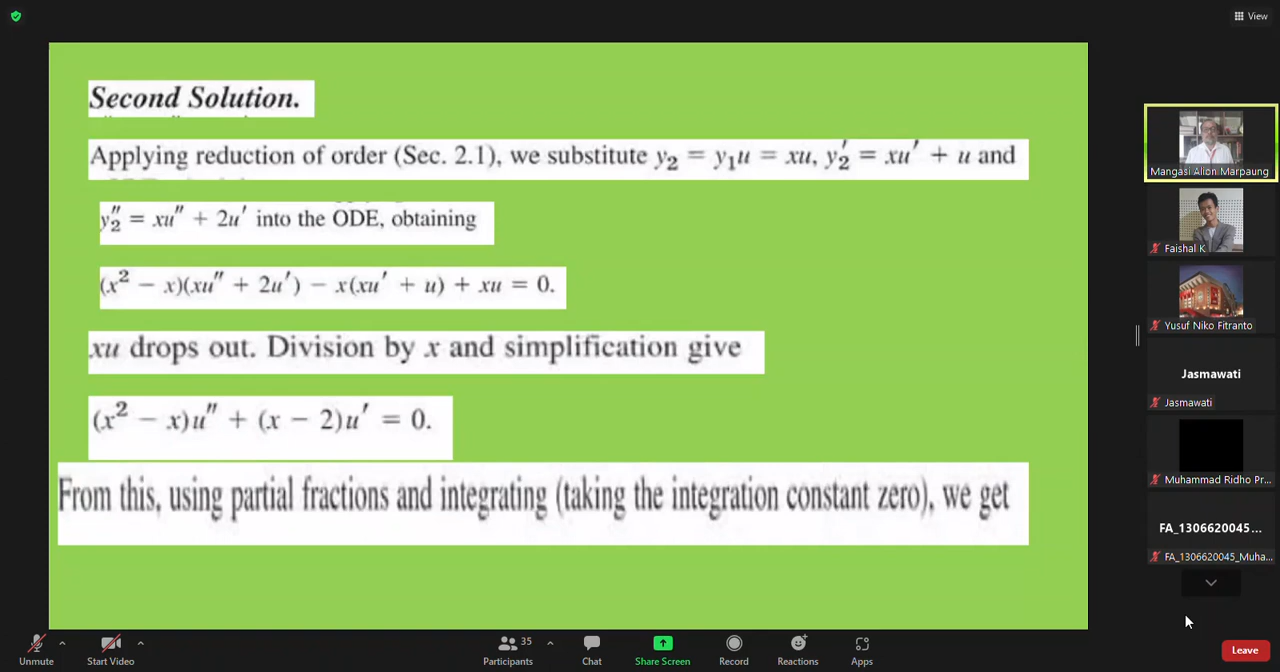 View
Second Solution.
Applying reduction of order (Sec. 2.1), we substitute y₂ = y₁u = xu, y₂′ = xu′ + u and
y₂″ = xu″ + 2u′ into the ODE, obtaining
(x² − x)(xu″ + 2u′) − x(xu′ + u) + xu = 0.
xu drops out. Division by x and simplification give
(x² − x)u″ + (x − 2)u′ = 0.
From this, using partial fractions and integrating (taking the integration constant zero), we get
Mangasi Alion Marpaung
Faishal K
Yusuf Niko Fitranto
Jasmawati
Jasmawati
Muhammad Ridho Pr...
FA_1306620045...
FA_1306620045_Muha...
Unmute
Start Video
Participants
35
Chat
Share Screen
Record
Reactions
Apps
Leave